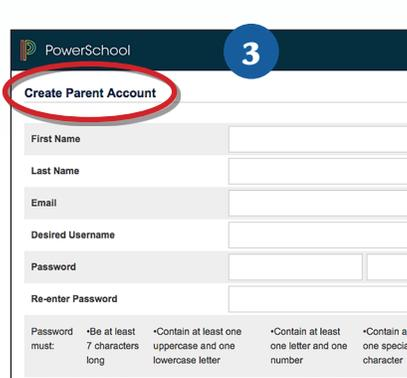 PowerSchool
3
Create Parent Account
First Name
Last Name
Email
Desired Username
Password
Re-enter Password
Password must:
•Be at least 7 characters long
•Contain at least one uppercase and one lowercase letter
•Contain at least one letter and one number
•Contain a
one specia
character